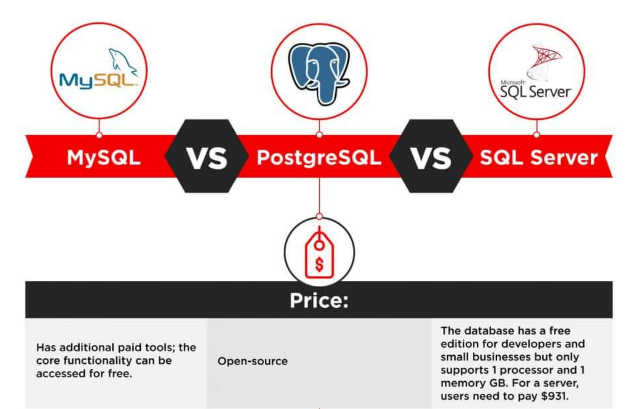 MySQL
Microsoft
SQL Server
MySQL
VS
PostgreSQL
VS
SQL Server
$
Price:
Has additional paid tools; the
core functionality can be
accessed for free.
Open-source
The database has a free
edition for developers and
small businesses but only
supports 1 processor and 1
memory GB. For a server,
users need to pay $931.